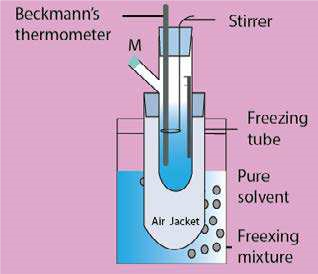 Beckmann's
thermometer
Stirrer
M
Freezing
tube
Pure
solvent
Air Jacket
Freexing
mixture